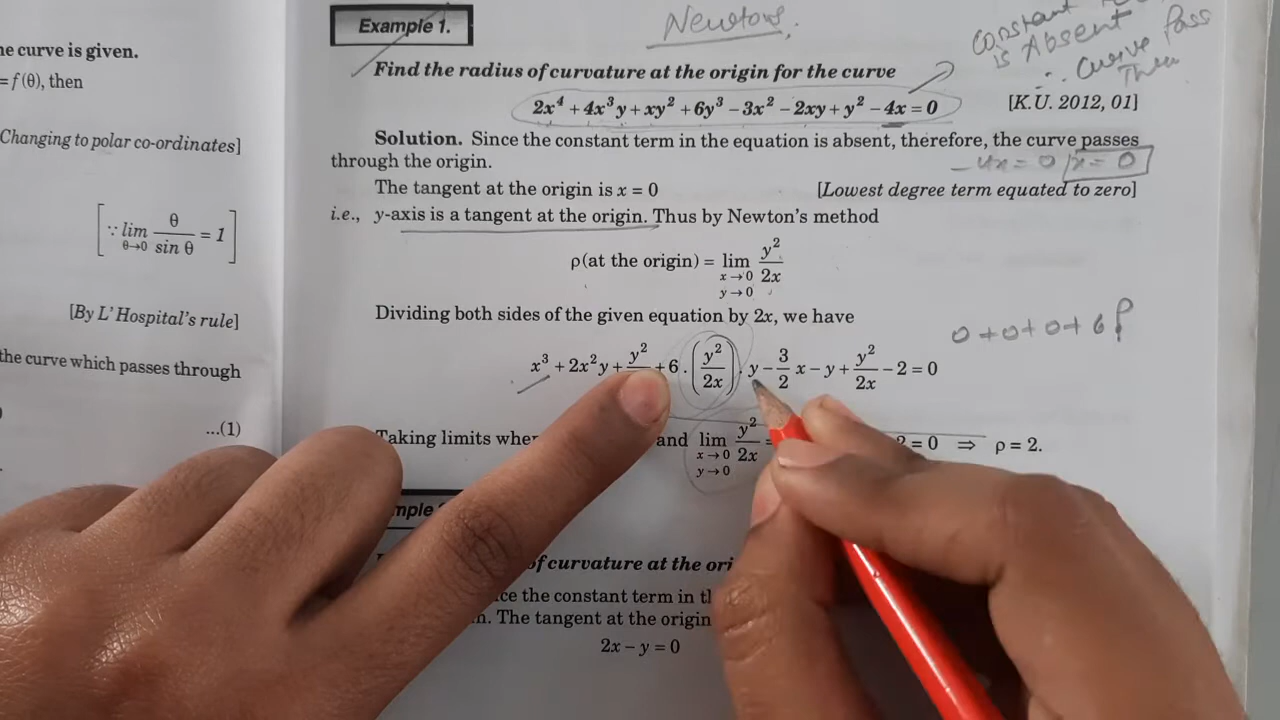 he curve is given.
= f(θ), then
Changing to polar co-ordinates]
[∵ lim θ→0 θ/sin θ = 1]
[By L' Hospital's rule]
the curve which passes through
...(1)
Example 1.
Newtons.
Constant
is Absent
∴ Curve Pass
Find the radius of curvature at the origin for the curve
2x⁴ + 4x³y + xy² + 6y³ – 3x² – 2xy + y² – 4x = 0
[K.U. 2012, 01]
Solution. Since the constant term in the equation is absent, therefore, the curve passes
through the origin.
– 4x = 0 x = 0
The tangent at the origin is x = 0 [Lowest degree term equated to zero]
i.e., y-axis is a tangent at the origin. Thus by Newton's method
ρ(at the origin) = lim x→0 y→0 y²/2x
Dividing both sides of the given equation by 2x, we have
0 + 0 + 0 + 6 ρ
x³ + 2x²y + y² + 6 . (y²/2x) . y – 3/2 x – y + y²/2x – 2 = 0
Taking limits whe and lim x→0 y→0 y²/2x = 2 = 0 ⇒ ρ = 2.
mple
of curvature at the ori
ce the constant term in t
n. The tangent at the origin
2x – y = 0